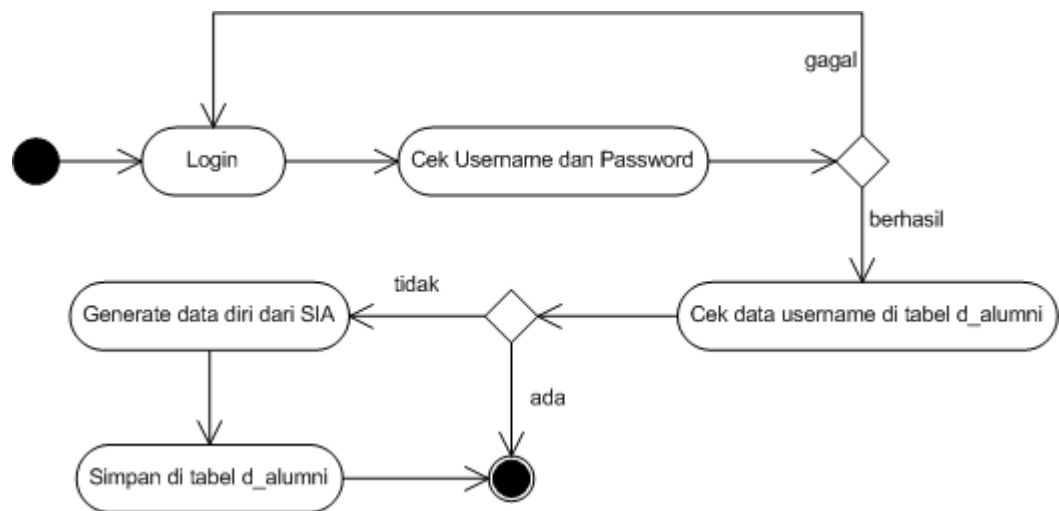 gagal
Login
Cek Username dan Password
berhasil
tidak
Generate data diri dari SIA
Cek data username di tabel d_alumni
ada
Simpan di tabel d_alumni